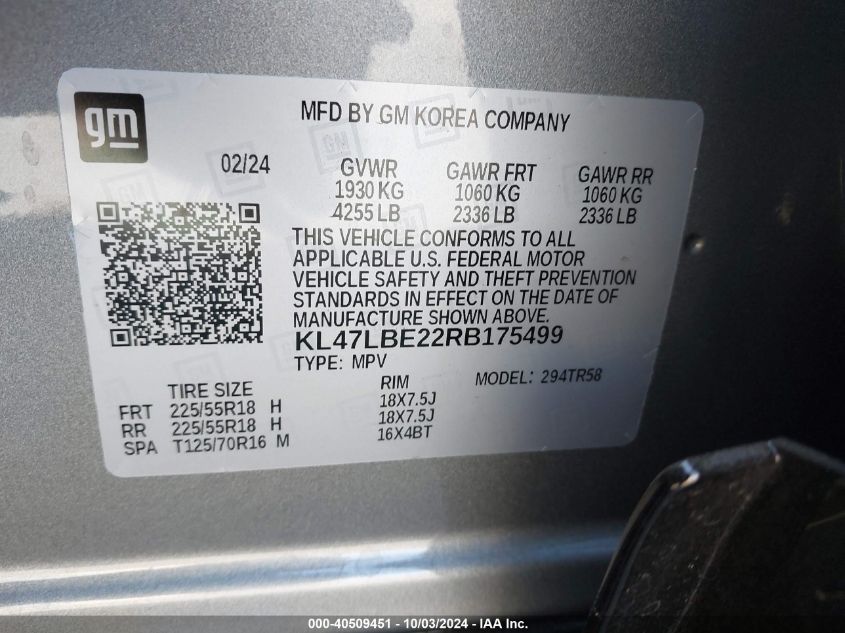 gm
MFD BY GM KOREA COMPANY
02/24
GVWR GAWR FRT GAWR RR
1930 KG 1060 KG 1060 KG
4255 LB 2336 LB 2336 LB
THIS VEHICLE CONFORMS TO ALL
APPLICABLE U.S. FEDERAL MOTOR
VEHICLE SAFETY AND THEFT PREVENTION
STANDARDS IN EFFECT ON THE DATE OF
MANUFACTURE SHOWN ABOVE.
KL47LBE22RB175499
TYPE: MPV MODEL: 294TR58
TIRE SIZE RIM
FRT 225/55R18 H 18X7.5J
RR 225/55R18 H 18X7.5J
SPA T125/70R16 M 16X4BT
000-40509451 - 10/03/2024 - IAA Inc.